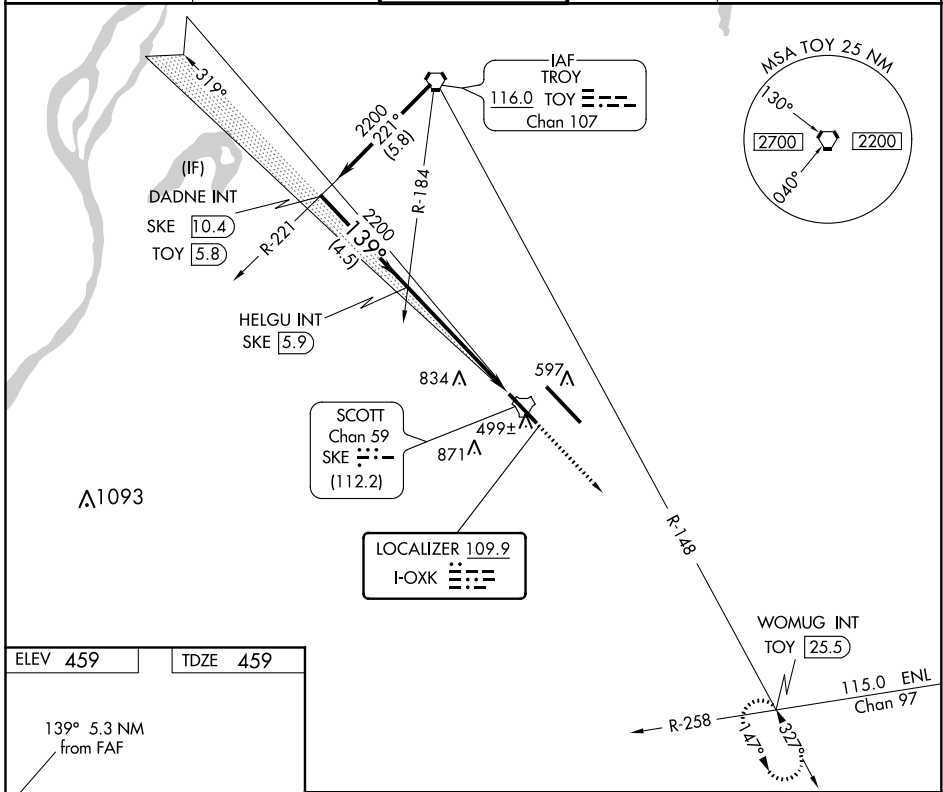 IAF
TROY
116.0 TOY
Chan 107
MSA TOY 25 NM
130°
2700
2200
040°
319°
2200
221°
(5.8)
(IF)
DADNE INT
SKE 10.4
TOY 5.8
R-221
R-184
2200
139°
(4.5)
HELGU INT
SKE 5.9
834
597
499±
871
SCOTT
Chan 59
SKE
(112.2)
1093
LOCALIZER 109.9
I-OXK
R-148
WOMUG INT
TOY 25.5
115.0 ENL
Chan 97
R-258
147°
327°
ELEV 459
TDZE 459
139° 5.3 NM
from FAF